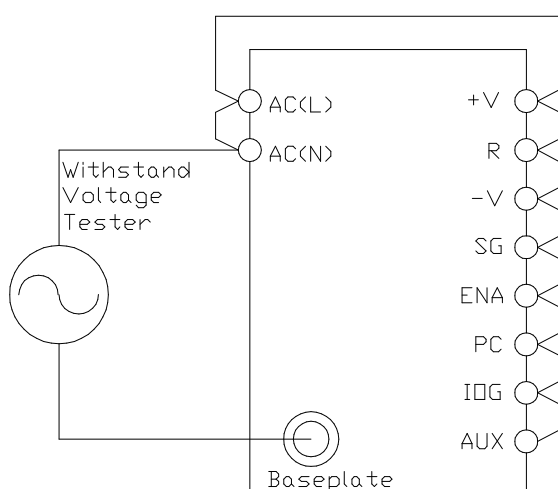 AC(L)
AC(N)
Withstand
Voltage
Tester
+V
R
-V
SG
ENA
PC
IOG
AUX
Baseplate